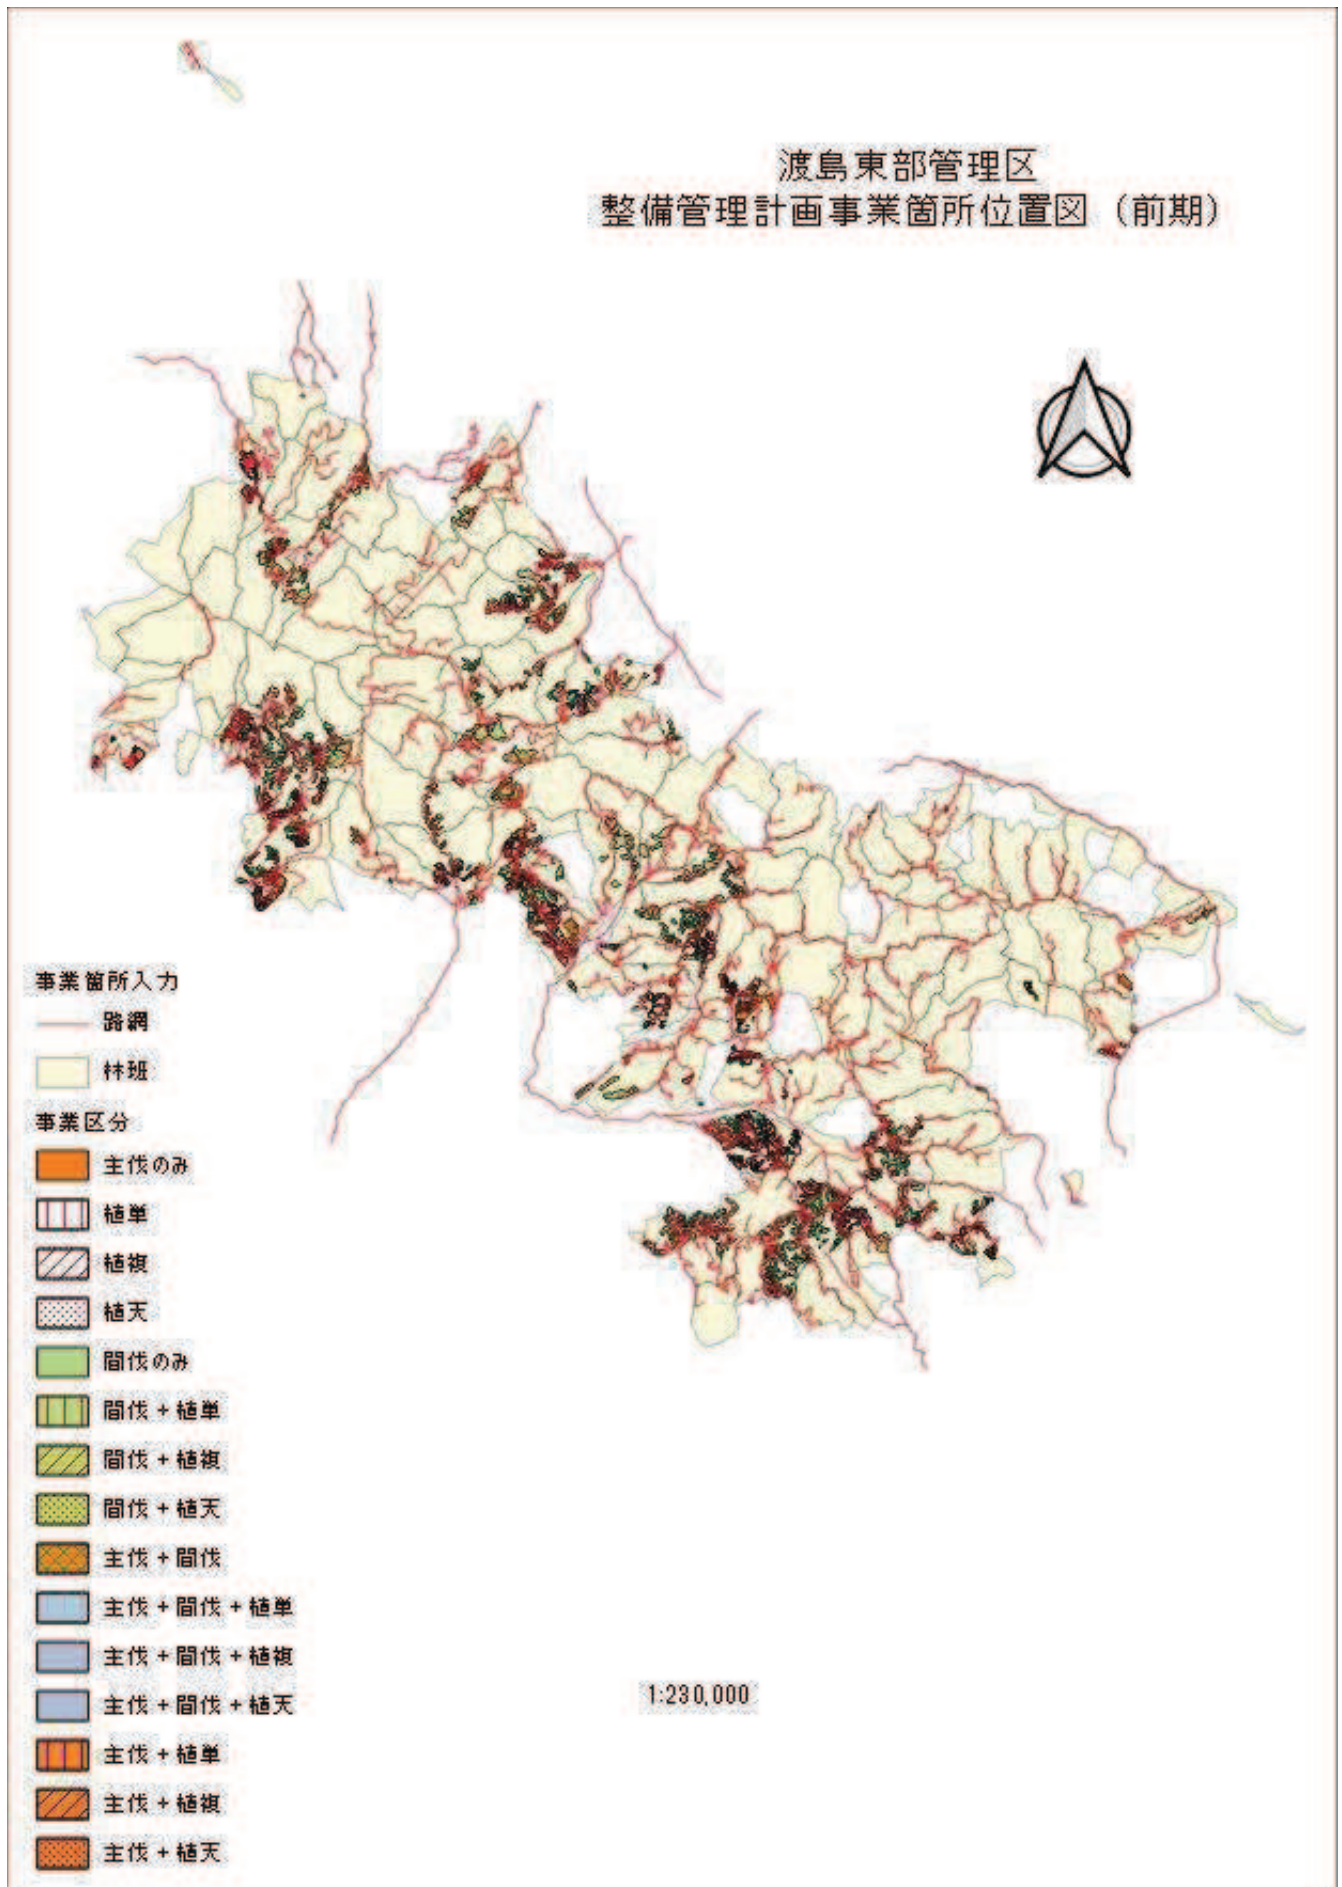 渡島東部管理区
整備管理計画事業箇所位置図（前期）
事業箇所入力
路網
林班
事業区分
主伐のみ
植単
植複
植天
間伐のみ
間伐＋植単
間伐＋植複
間伐＋植天
主伐＋間伐
主伐＋間伐＋植単
主伐＋間伐＋植複
主伐＋間伐＋植天
主伐＋植単
主伐＋植複
主伐＋植天
1:230,000